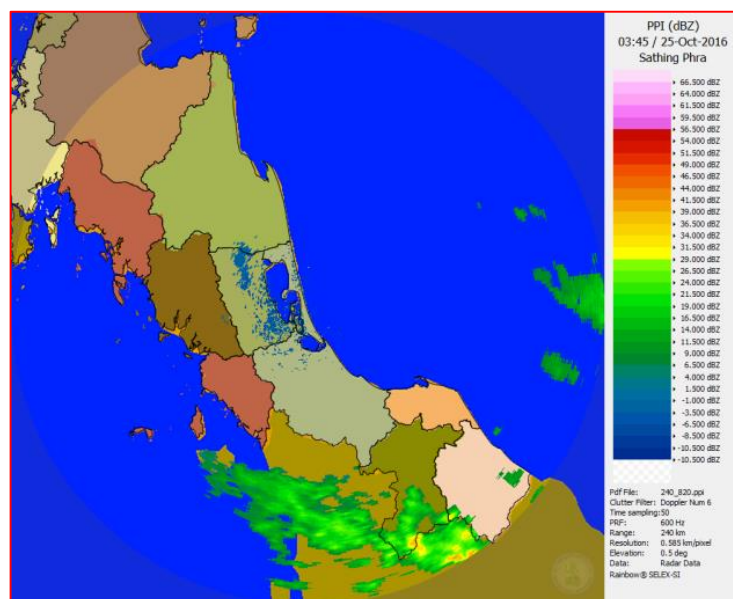 PPI (dBZ)
03:45 / 25-Oct-2016
Sathing Phra
66.500 dBZ
64.000 dBZ
61.500 dBZ
59.500 dBZ
56.500 dBZ
54.000 dBZ
51.500 dBZ
49.000 dBZ
46.500 dBZ
44.000 dBZ
41.500 dBZ
39.000 dBZ
36.500 dBZ
34.000 dBZ
31.500 dBZ
29.000 dBZ
26.500 dBZ
24.000 dBZ
21.500 dBZ
19.000 dBZ
16.500 dBZ
14.000 dBZ
11.500 dBZ
9.000 dBZ
6.500 dBZ
4.000 dBZ
1.500 dBZ
-1.000 dBZ
-3.500 dBZ
-6.500 dBZ
-8.500 dBZ
-10.500 dBZ
Pdf File: 240_820.ppi
Clutter Filter: Doppler Num 6
Time sampling:50
PRF: 600 Hz
Range: 240 km
Resolution: 0.585 km/pixel
Elevation: 0.5 deg
Data: Radar Data
Rainbow® SELEX-SI